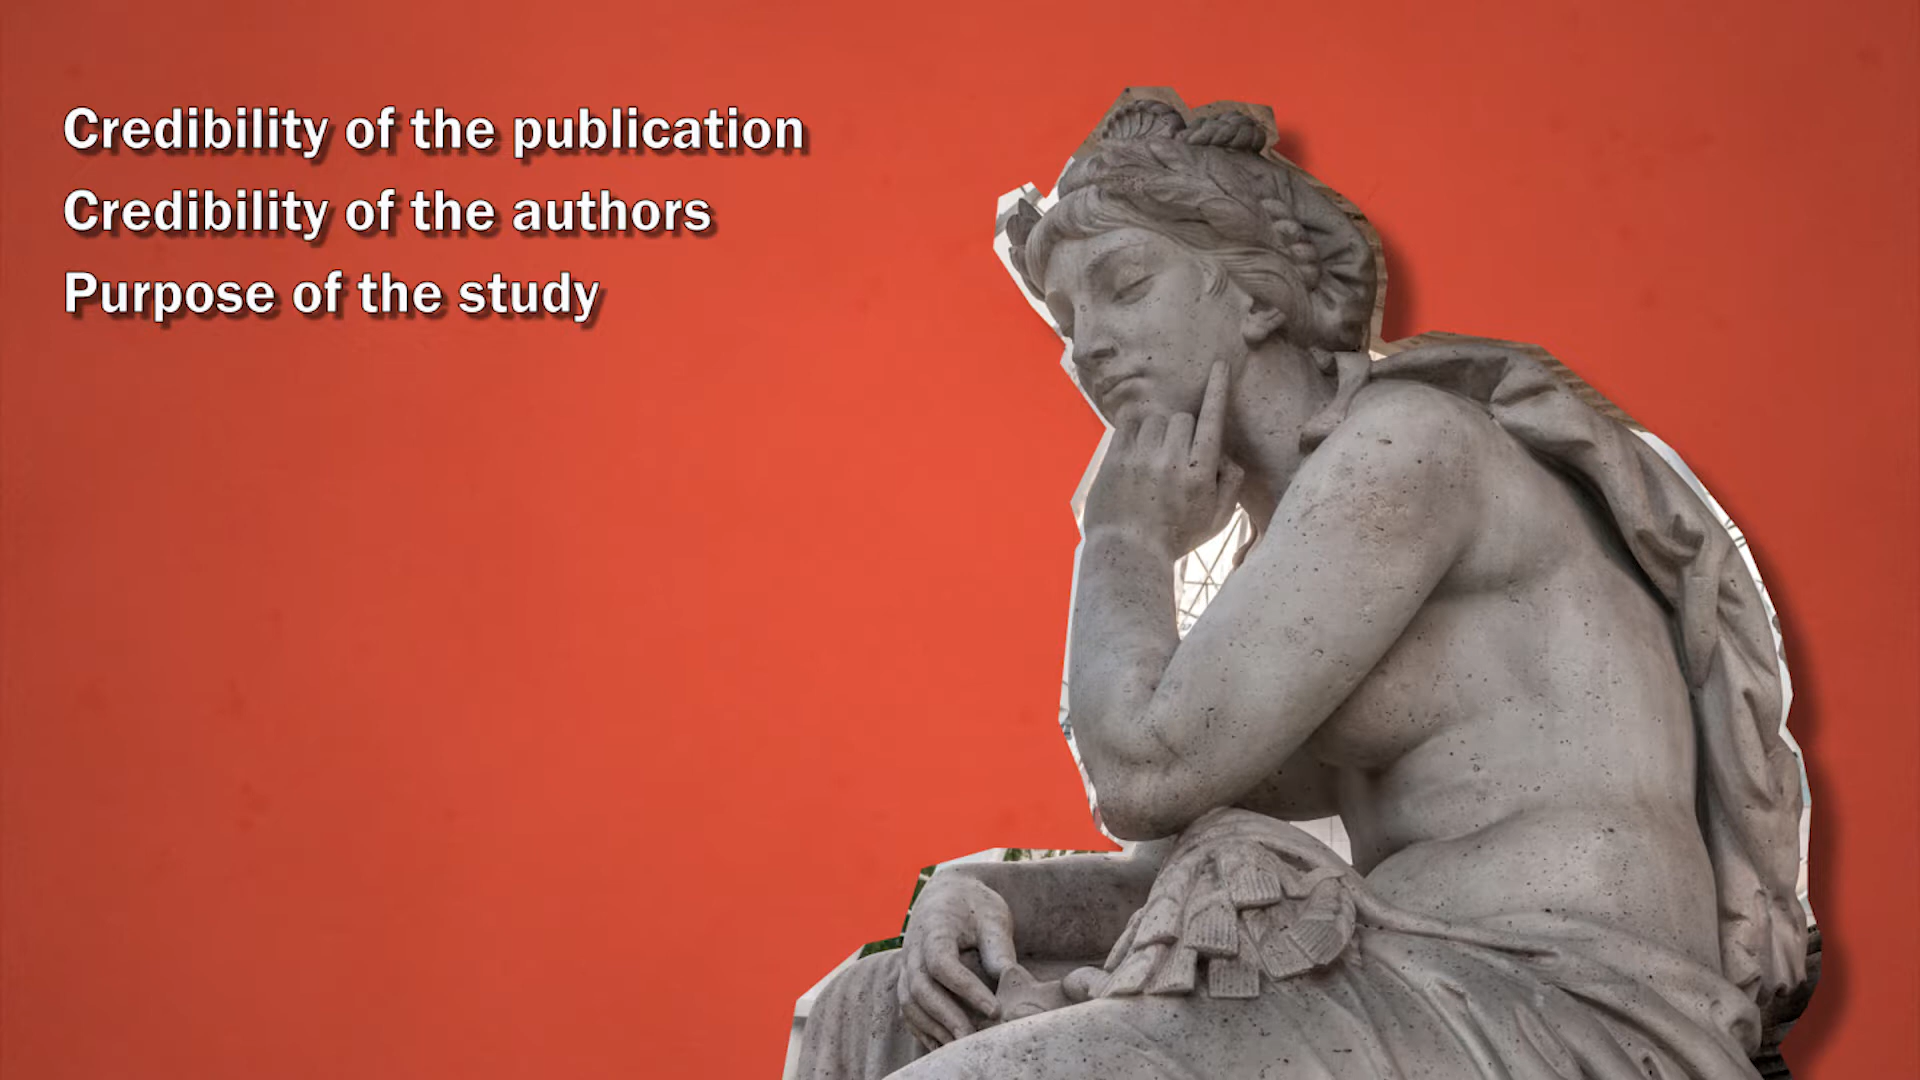 Credibility of the publication
Credibility of the authors
Purpose of the study